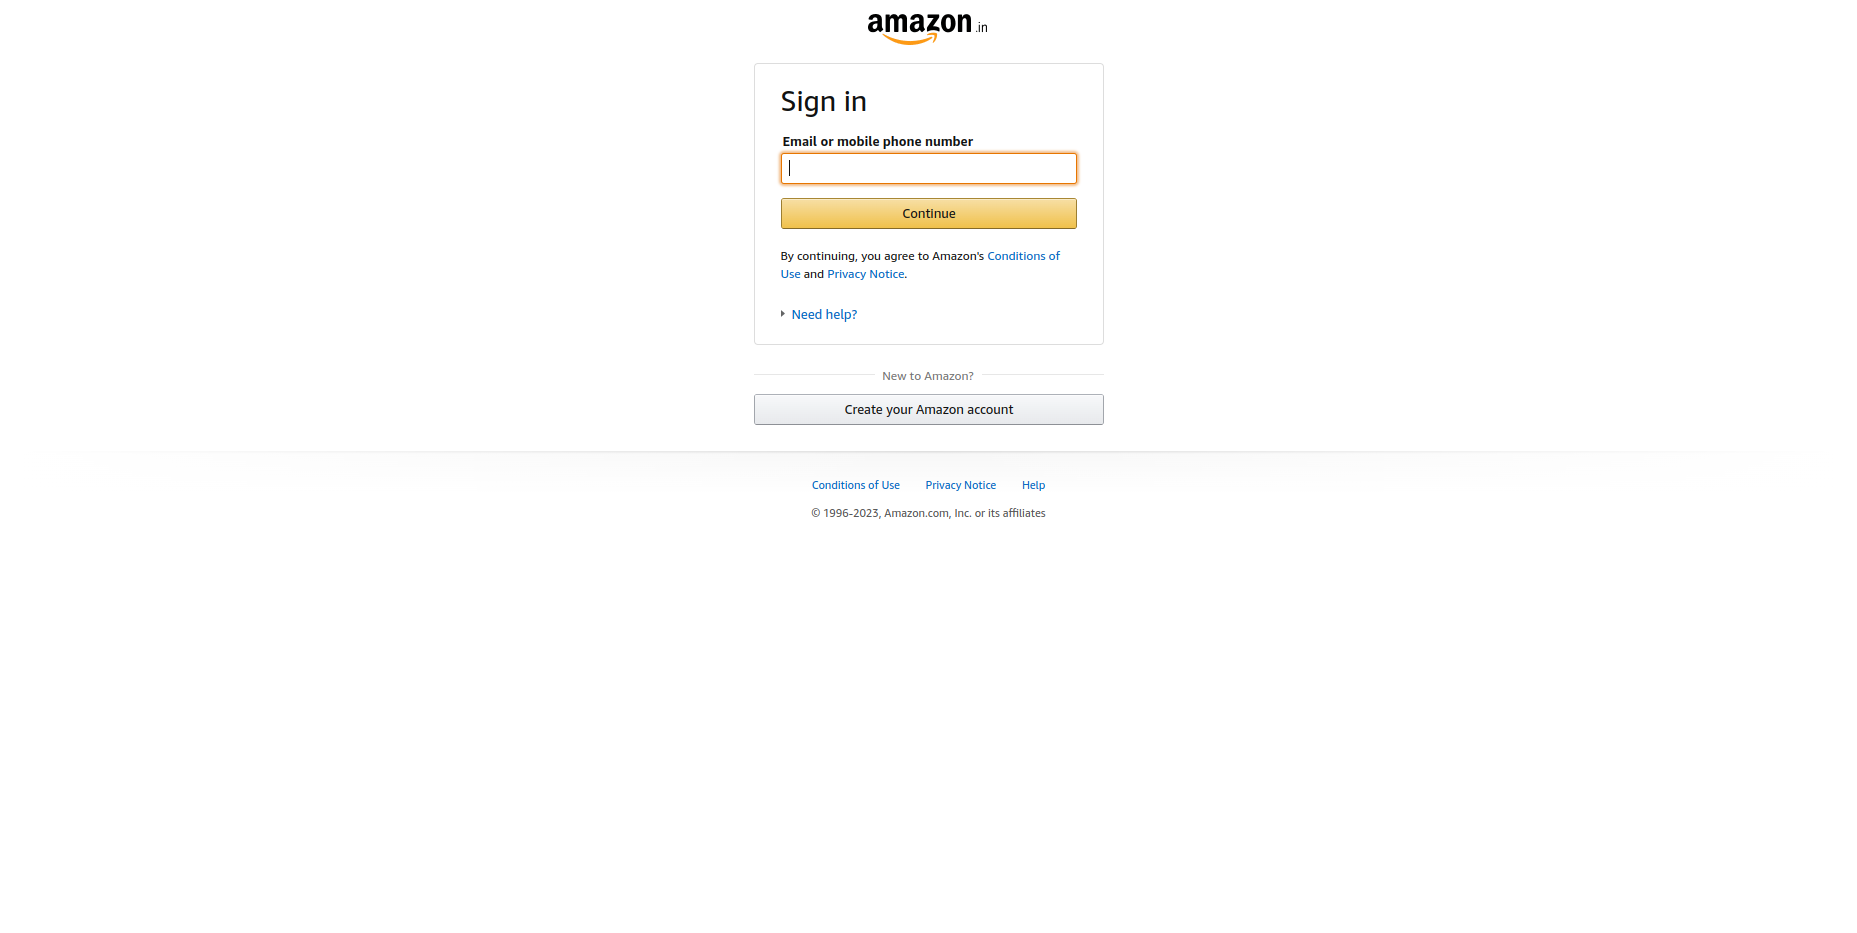 amazon.in
Sign in
Email or mobile phone number
Continue
By continuing, you agree to Amazon's Conditions of
Use and Privacy Notice.
Need help?
New to Amazon?
Create your Amazon account
Conditions of Use Privacy Notice Help
© 1996-2023, Amazon.com, Inc. or its affiliates